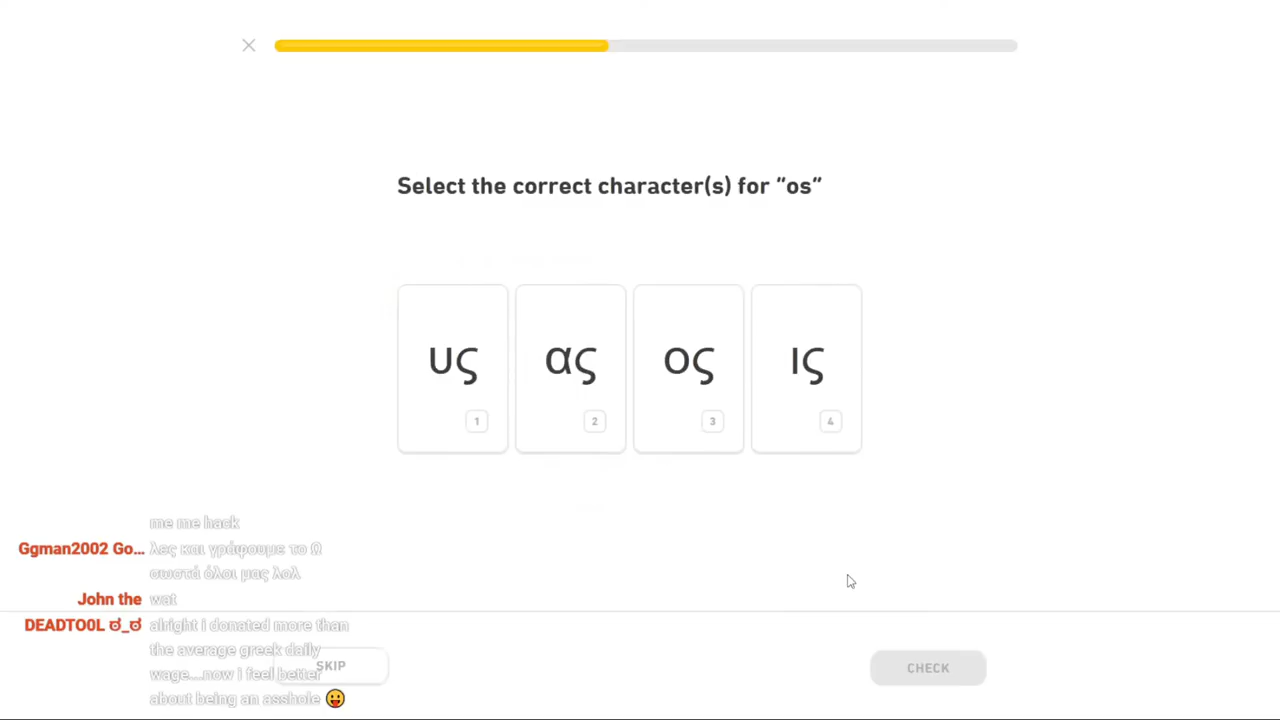 Select the correct character(s) for “os”
υς
ας
ος
ις
1
2
3
4
me me hack
Ggman2002 Go... λες και γράφουμε το Ω
σωστά όλοι μας λολ
John the wat
DEADTO0L ಠ_ಠ alright i donated more than
the average greek daily
wage....now i feel better
about being an asshole 😛
SKIP
CHECK